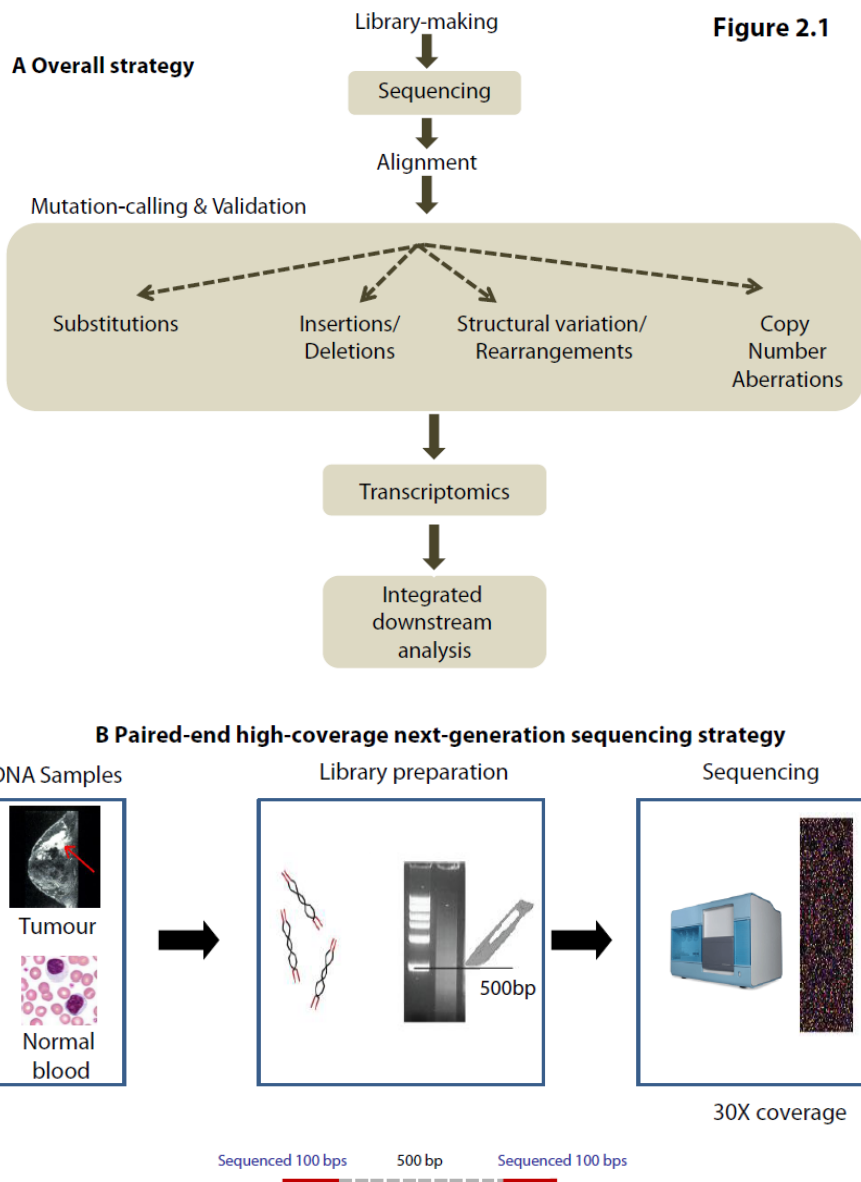 Library-making
Figure 2.1
A Overall strategy
Sequencing
Alignment
Mutation-calling & Validation
Substitutions
Insertions/
Deletions
Structural variation/
Rearrangements
Copy
Number
Aberrations
Transcriptomics
Integrated
downstream
analysis
B Paired-end high-coverage next-generation sequencing strategy
DNA Samples
Library preparation
Sequencing
Tumour
Normal
blood
500bp
30X coverage
Sequenced 100 bps
500 bp
Sequenced 100 bps